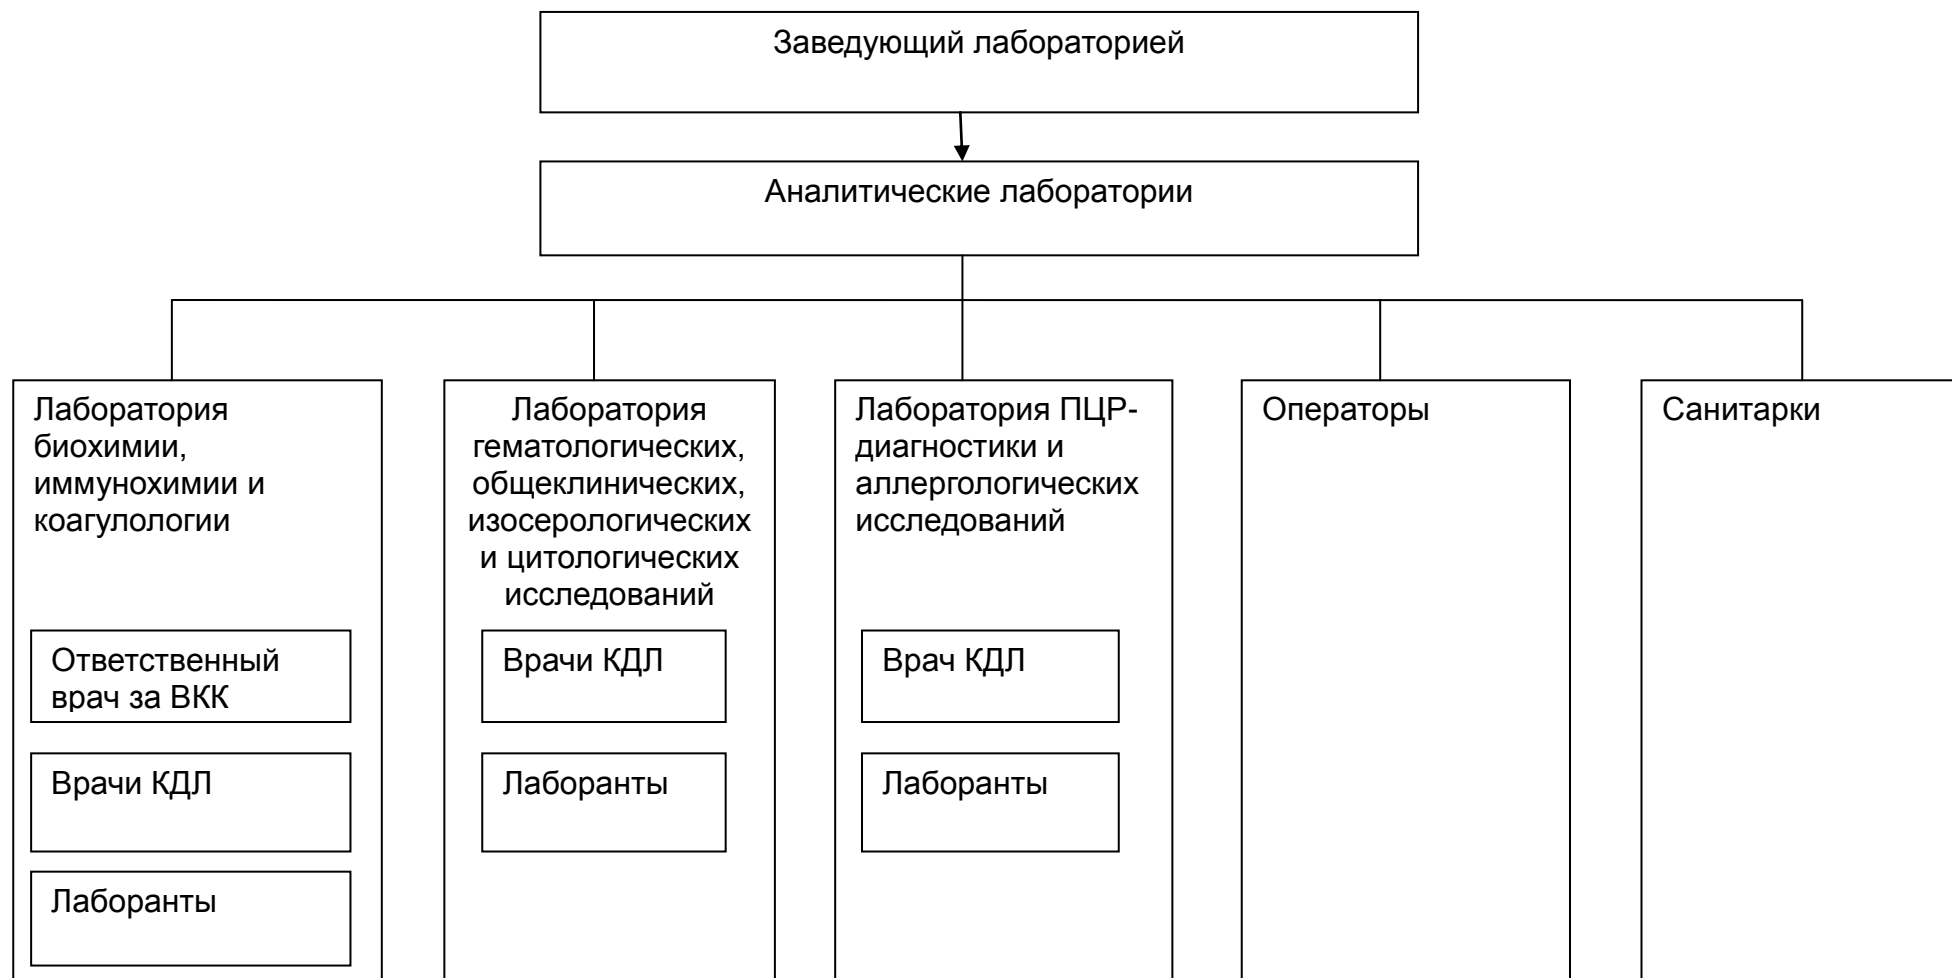 Заведующий лабораторией
Аналитические лаборатории
Лаборатория
биохимии,
иммунохимии и
коагулологии
Ответственный
врач за ВКК
Врачи КДЛ
Лаборанты
Лаборатория
гематологических,
общеклинических,
изосерологических
и цитологических
исследований
Врачи КДЛ
Лаборанты
Лаборатория ПЦР-
диагностики и
аллергологических
исследований
Врач КДЛ
Лаборанты
Операторы
Санитарки